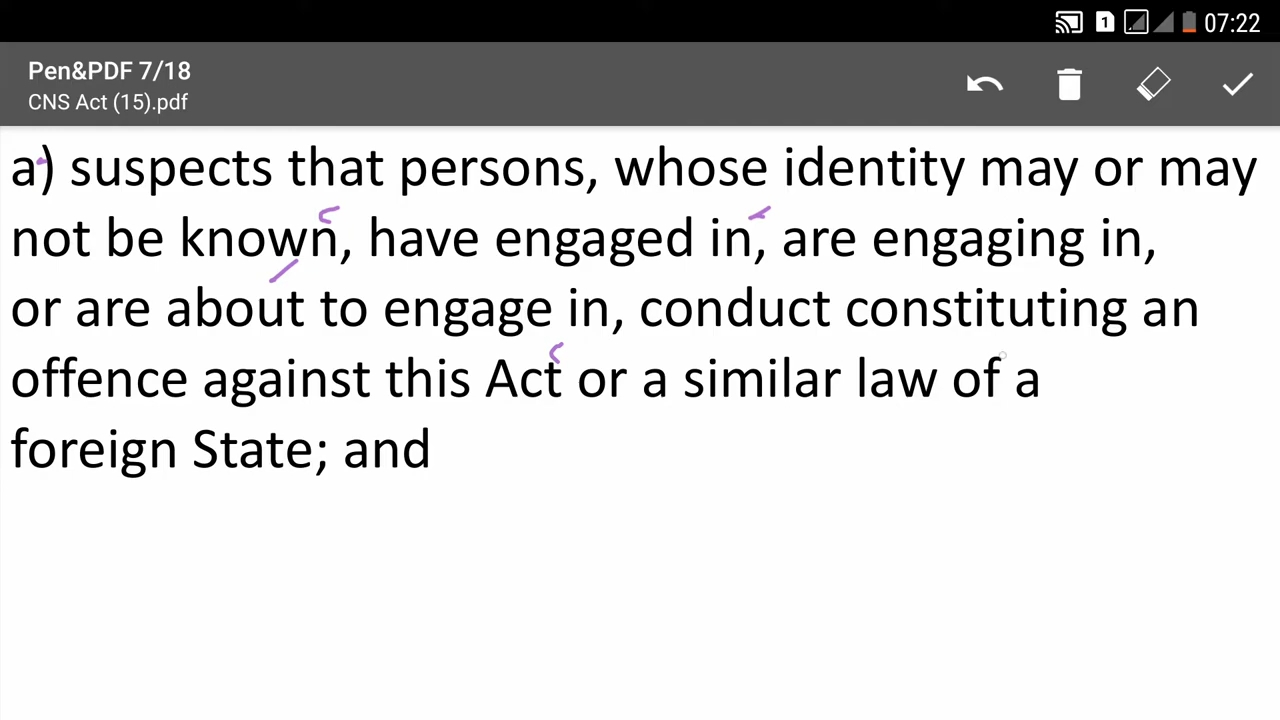 1 07:22
Pen&PDF 7/18
CNS Act (15).pdf
a) suspects that persons, whose identity may or may
not be known, have engaged in, are engaging in,
or are about to engage in, conduct constituting an
offence against this Act or a similar law of a
foreign State; and